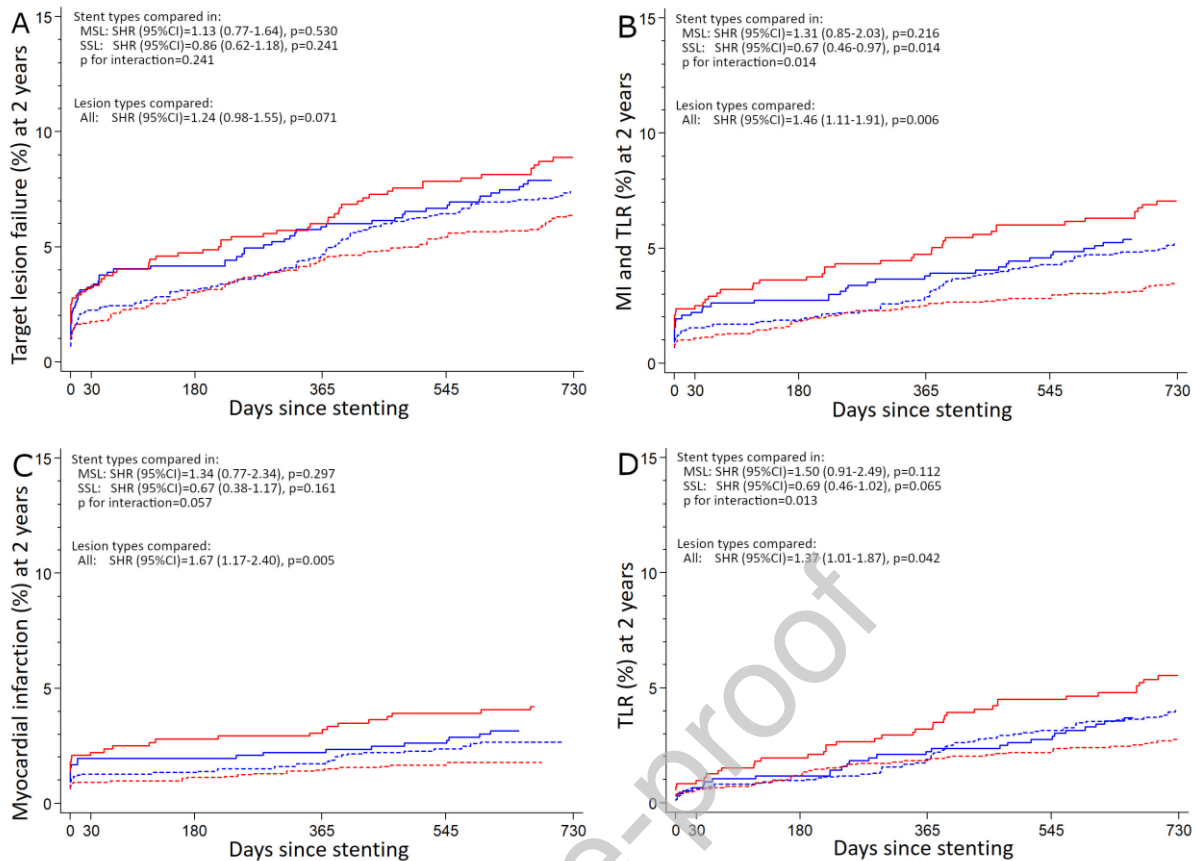 A
15
Stent types compared in:
MSL: SHR (95%CI)=1.13 (0.77-1.64), p=0.530
SSL: SHR (95%CI)=0.86 (0.62-1.18), p=0.241
p for interaction=0.241
Lesion types compared:
All: SHR (95%CI)=1.24 (0.98-1.55), p=0.071
10
5
0
Target lesion failure (%) at 2 years
0 30 180 365 545 730
Days since stenting
B
15
Stent types compared in:
MSL: SHR (95%CI)=1.31 (0.85-2.03), p=0.216
SSL: SHR (95%CI)=0.67 (0.46-0.97), p=0.014
p for interaction=0.014
Lesion types compared:
All: SHR (95%CI)=1.46 (1.11-1.91), p=0.006
10
5
0
MI and TLR (%) at 2 years
0 30 180 365 545 730
Days since stenting
C
15
Stent types compared in:
MSL: SHR (95%CI)=1.34 (0.77-2.34), p=0.297
SSL: SHR (95%CI)=0.67 (0.38-1.17), p=0.161
p for interaction=0.057
Lesion types compared:
All: SHR (95%CI)=1.67 (1.17-2.40), p=0.005
10
5
0
Myocardial infarction (%) at 2 years
0 30 180 365 545 730
Days since stenting
D
15
Stent types compared in:
MSL: SHR (95%CI)=1.50 (0.91-2.49), p=0.112
SSL: SHR (95%CI)=0.69 (0.46-1.02), p=0.065
p for interaction=0.013
Lesion types compared:
All: SHR (95%CI)=1.37 (1.01-1.87), p=0.042
10
5
0
TLR (%) at 2 years
0 30 180 365 545 730
Days since stenting
e-proof